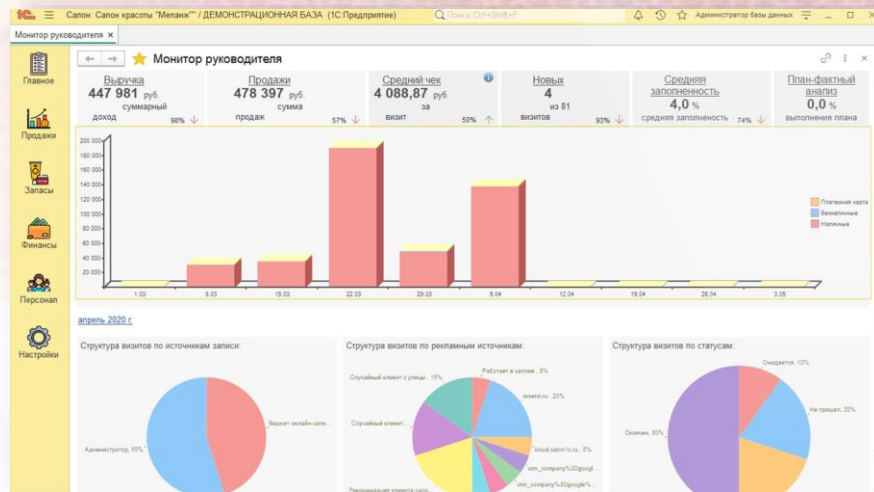 1С
Салон: Салон красоты "Меланж"" / ДЕМОНСТРАЦИОННАЯ БАЗА (1С:Предприятие)
Поиск Ctrl+Shift+F
Администратор базы данных
Монитор руководителя ×
Монитор руководителя
Главное
Продажи
Запасы
Финансы
Персонал
Настройки
Выручка
447 981 руб.
суммарный
доход
98%
Продажи
478 397 руб.
сумма
продаж
57%
Средний чек
4 088,87 руб.
за
визит
50%
Новых
4
из 81
визитов
93%
Средняя
заполненность
4,0 %
средняя заполненость 74%
План-фактный
анализ
0,0 %
выполнения плана
200 000
180 000
160 000
140 000
120 000
100 000
80 000
60 000
40 000
20 000
1.03 8.03 15.03 22.03 29.03 5.04 12.04 19.04 26.04 3.05
Платежная карта
Безналичные
Наличные
апрель 2020 г.
Структура визитов по источникам записи:
Администратор, 55%
Виджет онлайн-запи...
Структура визитов по рекламным источникам:
Случайный клиент с улицы , 15%
Работает в салоне , 5%
Случайный клиент ...
cloud.salon1c.ru , 5%
utm_company%3Dgoogl...
utm_company%3Dgoogle%...
Рекомендация клиента сало...
Структура визитов по статусам:
Ожидается, 10%
Не пришел, 20%
Окончен, 50%